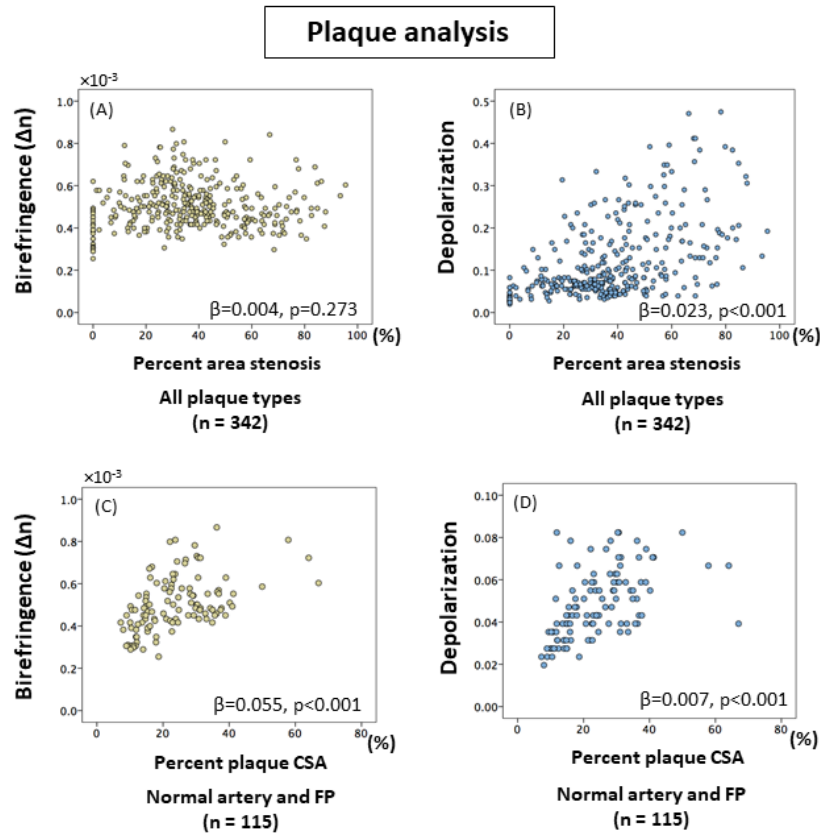 Plaque analysis
×10⁻³
(A)
Birefringence (Δn)
1.0
0.8
0.6
0.4
0.2
0.0
β=0.004, p=0.273
0 20 40 60 80 100 (%)
Percent area stenosis
All plaque types
(n = 342)
(B)
Depolarization
0.5
0.4
0.3
0.2
0.1
0.0
β=0.023, p<0.001
0 20 40 60 80 100 (%)
Percent area stenosis
All plaque types
(n = 342)
×10⁻³
(C)
Birefringence (Δn)
1.0
0.8
0.6
0.4
0.2
0.0
β=0.055, p<0.001
0 20 40 60 80 (%)
Percent plaque CSA
Normal artery and FP
(n = 115)
(D)
Depolarization
0.10
0.08
0.06
0.04
0.02
0.00
β=0.007, p<0.001
0 20 40 60 80 (%)
Percent plaque CSA
Normal artery and FP
(n = 115)